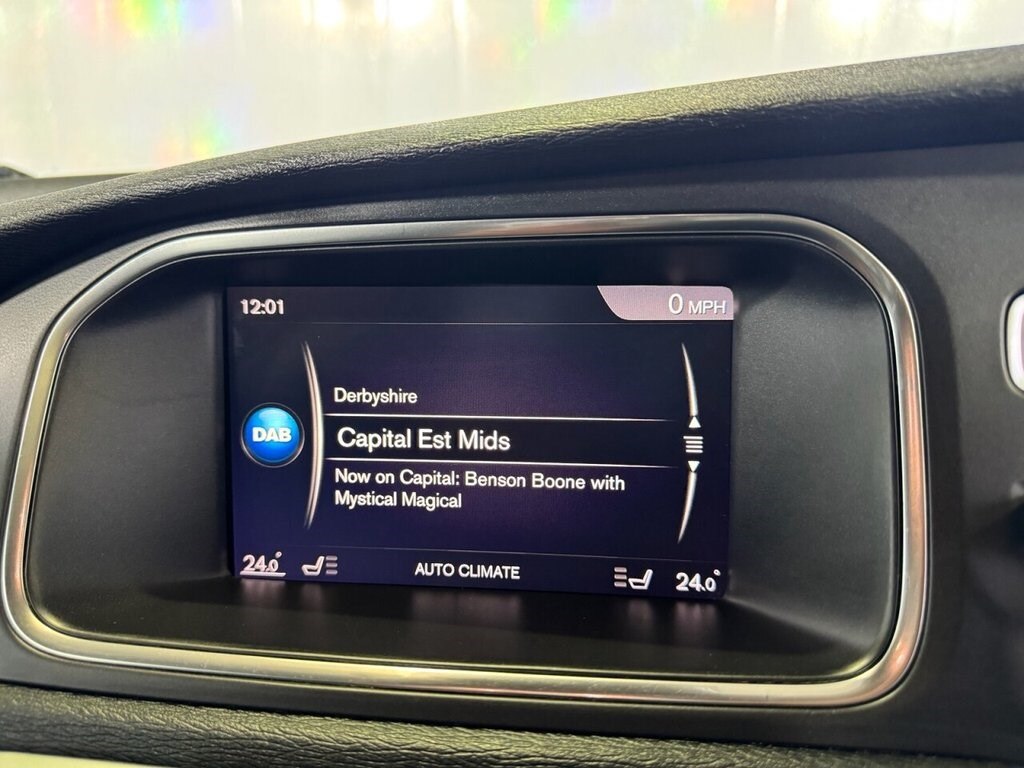 12:01
0 MPH
Derbyshire
DAB
Capital Est Mids
Now on Capital: Benson Boone with
Mystical Magical
24.0°
AUTO CLIMATE
24.0°